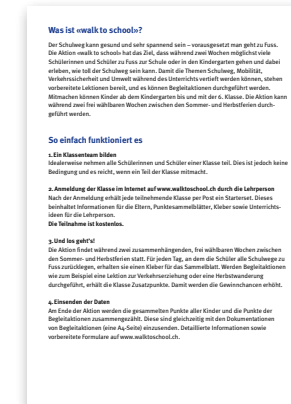 Was ist «walk to school»?
Der Schulweg kann gesund und sehr spannend sein – vorausgesetzt man geht zu Fuss.
Die Aktion «walk to school» hat das Ziel, dass während zwei Wochen möglichst viele
Schülerinnen und Schüler zu Fuss zur Schule oder in den Kindergarten gehen und dabei
erleben, wie toll der Schulweg sein kann. Damit die Themen Schulweg, Mobilität,
Verkehrssicherheit und Umwelt während des Unterrichts vertieft werden können, stehen
vorbereitete Lektionen bereit, und es können Begleitaktionen durchgeführt werden.
Mitmachen können Kinder ab dem Kindergarten bis und mit der 6. Klasse. Die Aktion kann
während zwei frei wählbaren Wochen zwischen den Sommer- und Herbstferien durch-
geführt werden.
So einfach funktioniert es
1. Ein Klassenteam bilden
Idealerweise nehmen alle Schülerinnen und Schüler einer Klasse teil. Dies ist jedoch keine
Bedingung und es reicht, wenn ein Teil der Klasse mitmacht.
2. Anmeldung der Klasse im Internet auf www.walktoschool.ch durch die Lehrperson
Nach der Anmeldung erhält jede teilnehmende Klasse per Post ein Starterset. Dieses
beinhaltet Informationen für die Eltern, Punktesammelblätter, Kleber sowie Unterrichts-
ideen für die Lehrperson.
Die Teilnahme ist kostenlos.
3. Und los geht's!
Die Aktion findet während zwei zusammenhängenden, frei wählbaren Wochen zwischen
den Sommer- und Herbstferien statt. Für jeden Tag, an dem die Schüler alle Schulwege zu
Fuss zurücklegen, erhalten sie einen Kleber für das Sammelblatt. Werden Begleitaktionen
wie zum Beispiel eine Lektion zur Verkehrserziehung oder eine Herbstwanderung
durchgeführt, erhält die Klasse Zusatzpunkte. Damit werden die Gewinnchancen erhöht.
4. Einsenden der Daten
Am Ende der Aktion werden die gesammelten Punkte aller Kinder und die Punkte der
Begleitaktionen zusammengezählt. Diese sind gleichzeitig mit den Dokumentationen
von Begleitaktionen (eine A4-Seite) einzusenden. Detaillierte Informationen sowie
vorbereitete Formulare auf www.walktoschool.ch.